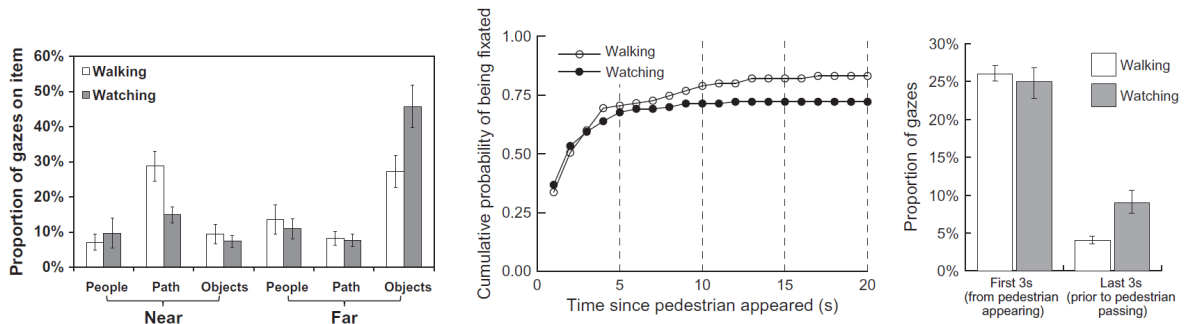 Proportion of gazes on item
60%
50%
40%
30%
20%
10%
0%
Walking
Watching
People Path Objects People Path Objects
Near Far
Cumulative probability of being fixated
1.00
0.75
0.50
0.25
0.00
Walking
Watching
0 5 10 15 20
Time since pedestrian appeared (s)
Proportion of gazes
30%
25%
20%
15%
10%
5%
0%
Walking
Watching
First 3s Last 3s
(from pedestrian (prior to pedestrian
appearing) passing)